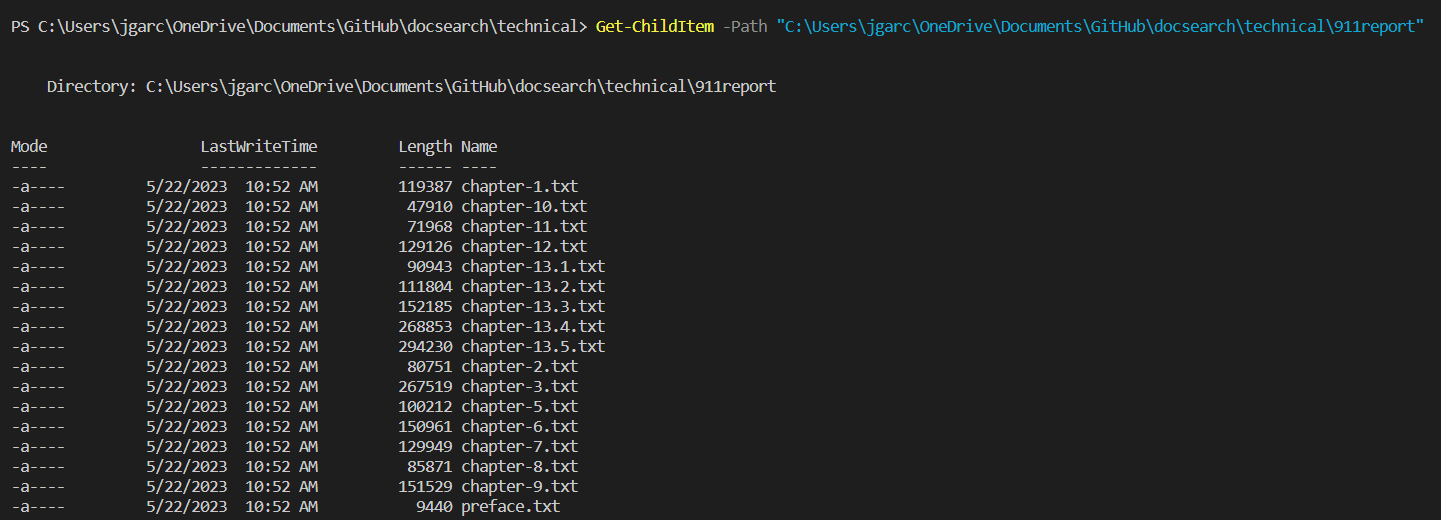 PS C:\Users\jgarc\OneDrive\Documents\GitHub\docsearch\technical> Get-ChildItem -Path "C:\Users\jgarc\OneDrive\Documents\GitHub\docsearch\technical\911report"
    Directory: C:\Users\jgarc\OneDrive\Documents\GitHub\docsearch\technical\911report
Mode                 LastWriteTime         Length Name
----                 -------------         ------ ----
-a----         5/22/2023  10:52 AM         119387 chapter-1.txt
-a----         5/22/2023  10:52 AM          47910 chapter-10.txt
-a----         5/22/2023  10:52 AM          71968 chapter-11.txt
-a----         5/22/2023  10:52 AM         129126 chapter-12.txt
-a----         5/22/2023  10:52 AM          90943 chapter-13.1.txt
-a----         5/22/2023  10:52 AM         111804 chapter-13.2.txt
-a----         5/22/2023  10:52 AM         152185 chapter-13.3.txt
-a----         5/22/2023  10:52 AM         268853 chapter-13.4.txt
-a----         5/22/2023  10:52 AM         294230 chapter-13.5.txt
-a----         5/22/2023  10:52 AM          80751 chapter-2.txt
-a----         5/22/2023  10:52 AM         267519 chapter-3.txt
-a----         5/22/2023  10:52 AM         100212 chapter-5.txt
-a----         5/22/2023  10:52 AM         150961 chapter-6.txt
-a----         5/22/2023  10:52 AM         129949 chapter-7.txt
-a----         5/22/2023  10:52 AM          85871 chapter-8.txt
-a----         5/22/2023  10:52 AM         151529 chapter-9.txt
-a----         5/22/2023  10:52 AM           9440 preface.txt